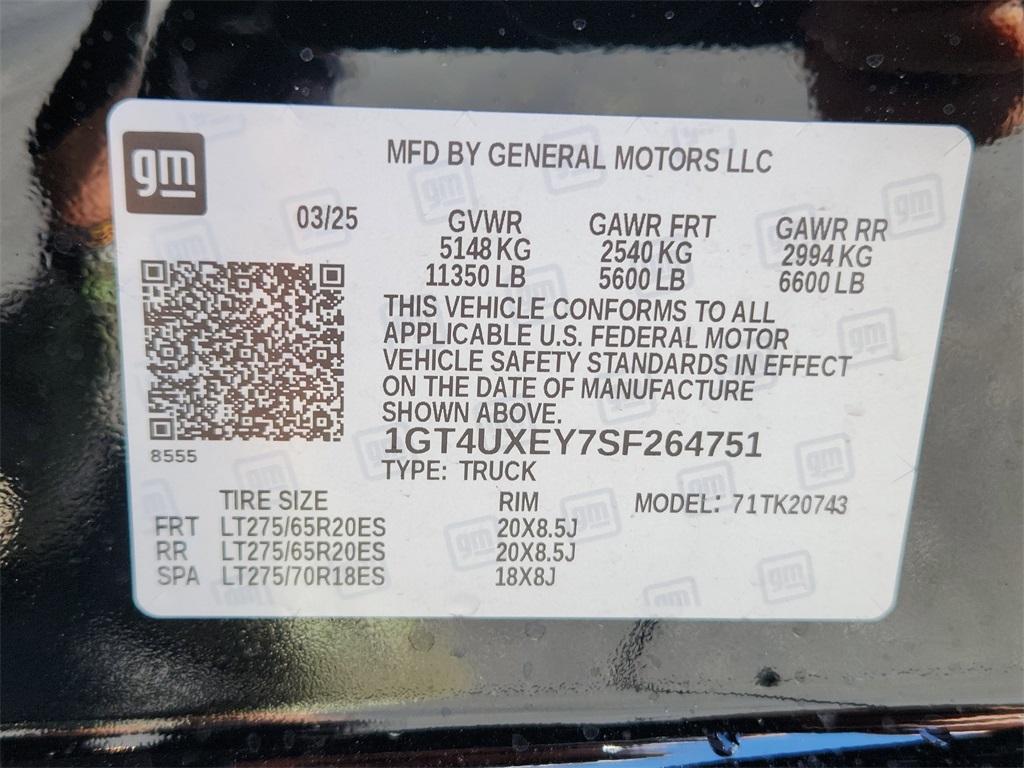 gm
MFD BY GENERAL MOTORS LLC
03/25 GVWR GAWR FRT GAWR RR
5148 KG 2540 KG 2994 KG
11350 LB 5600 LB 6600 LB
THIS VEHICLE CONFORMS TO ALL
APPLICABLE U.S. FEDERAL MOTOR
VEHICLE SAFETY STANDARDS IN EFFECT
ON THE DATE OF MANUFACTURE
SHOWN ABOVE.
1GT4UXEY7SF264751
8555
TYPE: TRUCK
TIRE SIZE RIM MODEL: 71TK20743
FRT LT275/65R20ES 20X8.5J
RR LT275/65R20ES 20X8.5J
SPA LT275/70R18ES 18X8J